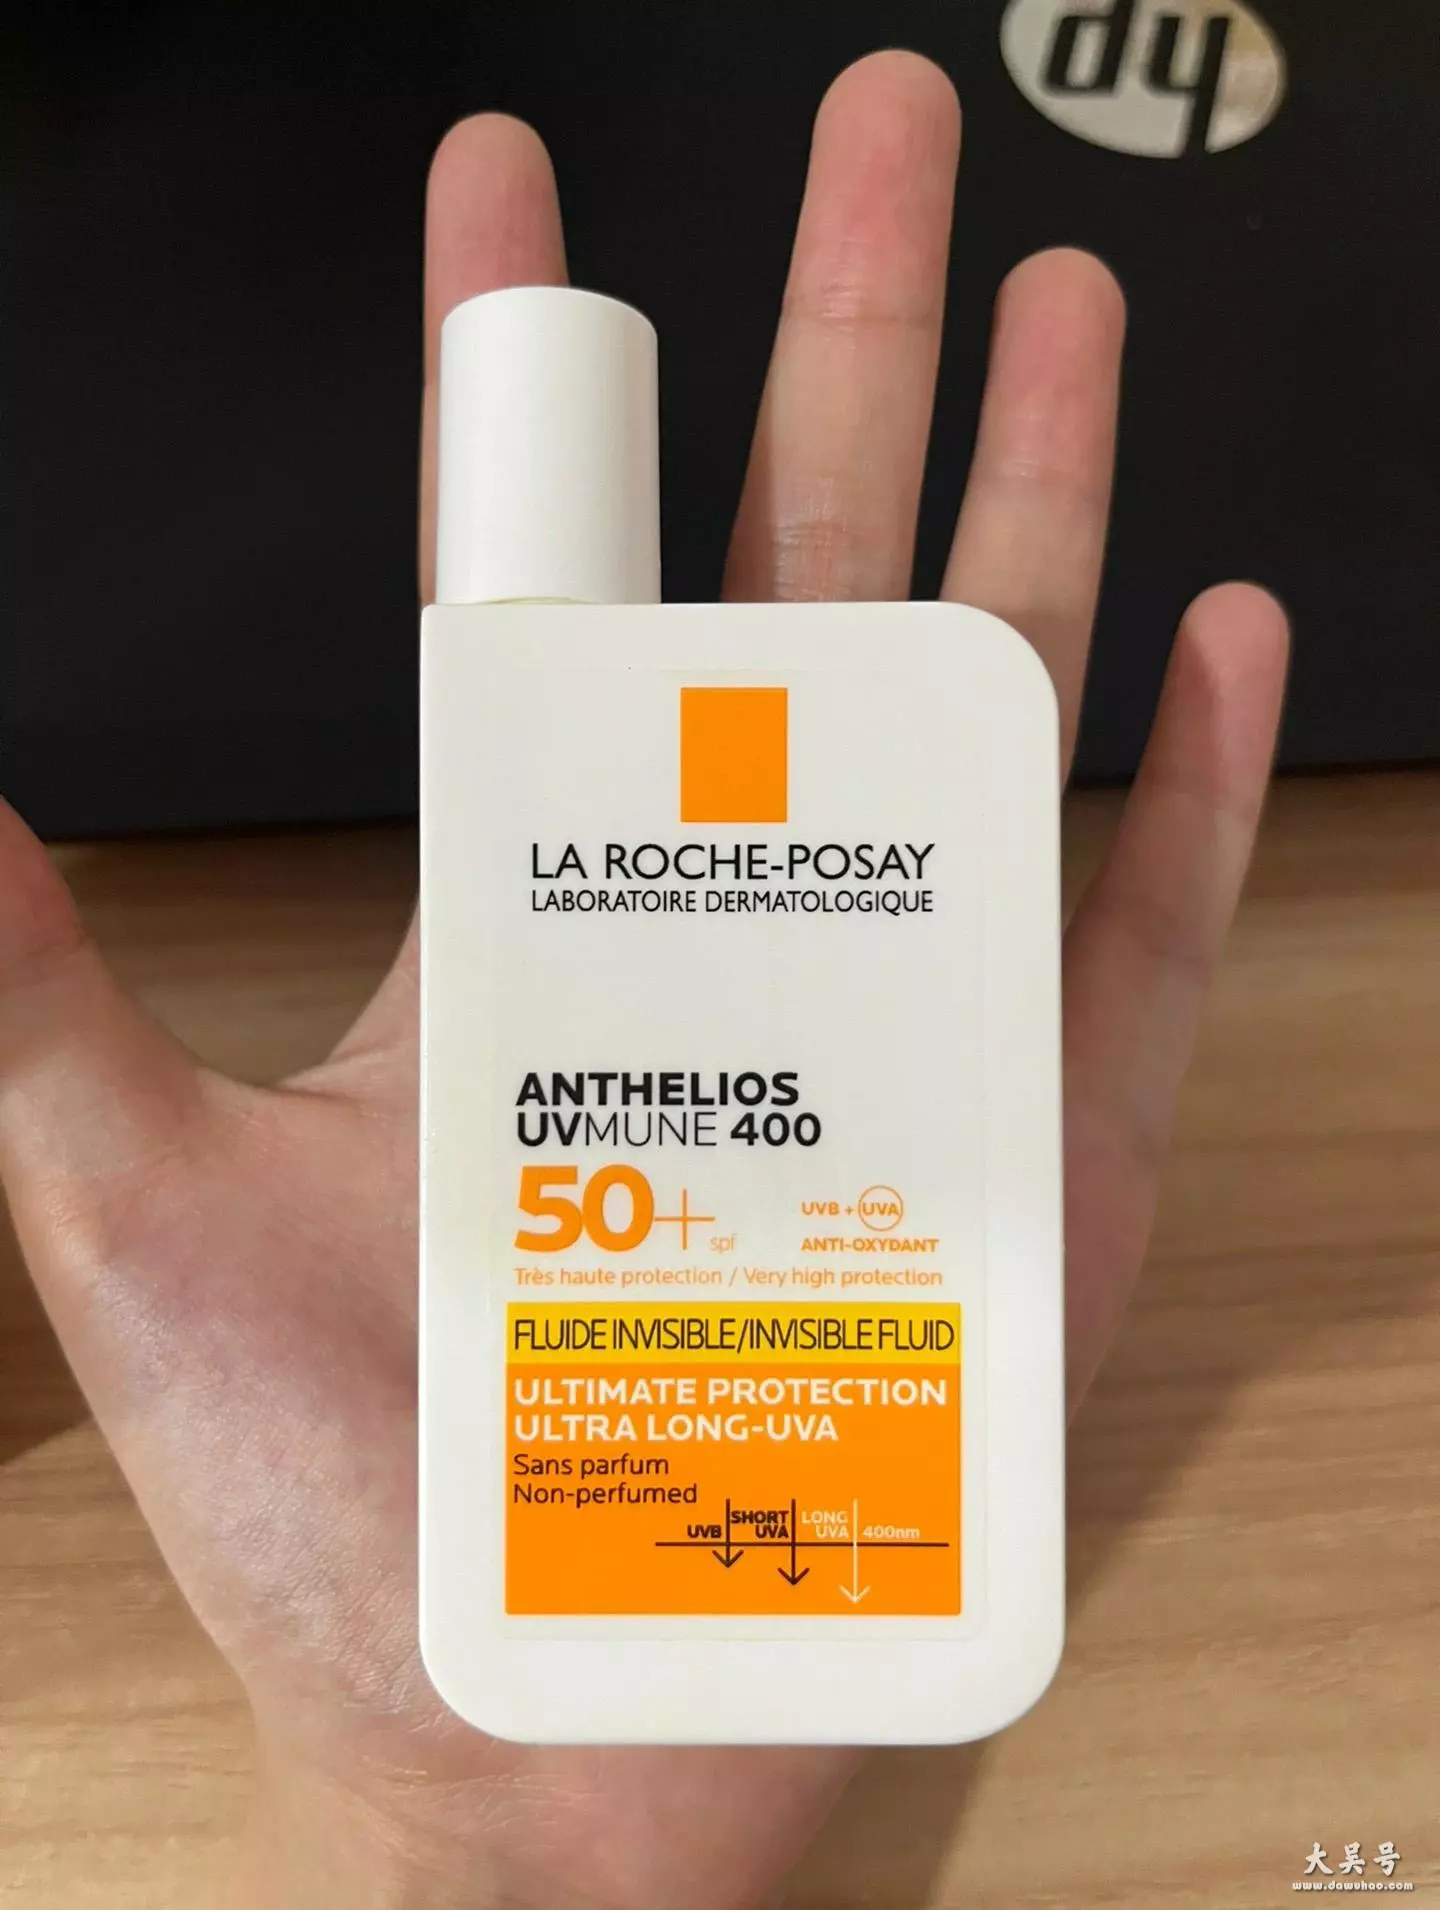 hp
LA ROCHE-POSAY
LABORATOIRE DERMATOLOGIQUE
ANTHELIOS
UVMUNE 400
50+ spf
UVB + UVA
ANTI-OXYDANT
Très haute protection / Very high protection
FLUIDE INVISIBLE/INVISIBLE FLUID
ULTIMATE PROTECTION
ULTRA LONG-UVA
Sans parfum
Non-perfumed
UVB SHORT UVA LONG UVA 400nm
大吴号
www.dawuhao.com